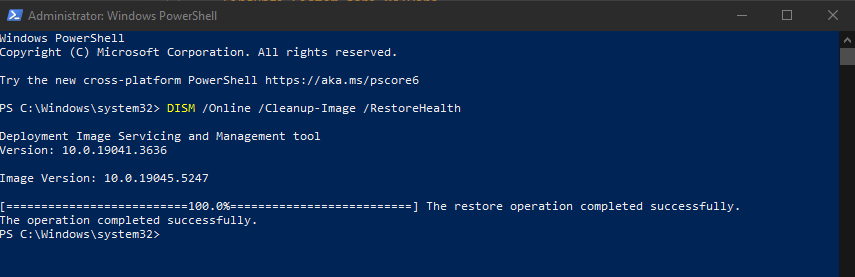 Administrator: Windows PowerShell
Windows PowerShell
Copyright (C) Microsoft Corporation. All rights reserved.
Try the new cross-platform PowerShell https://aka.ms/pscore6
PS C:\Windows\system32> DISM /Online /Cleanup-Image /RestoreHealth
Deployment Image Servicing and Management tool
Version: 10.0.19041.3636
Image Version: 10.0.19045.5247
[==========================100.0%==========================] The restore operation completed successfully.
The operation completed successfully.
PS C:\Windows\system32>